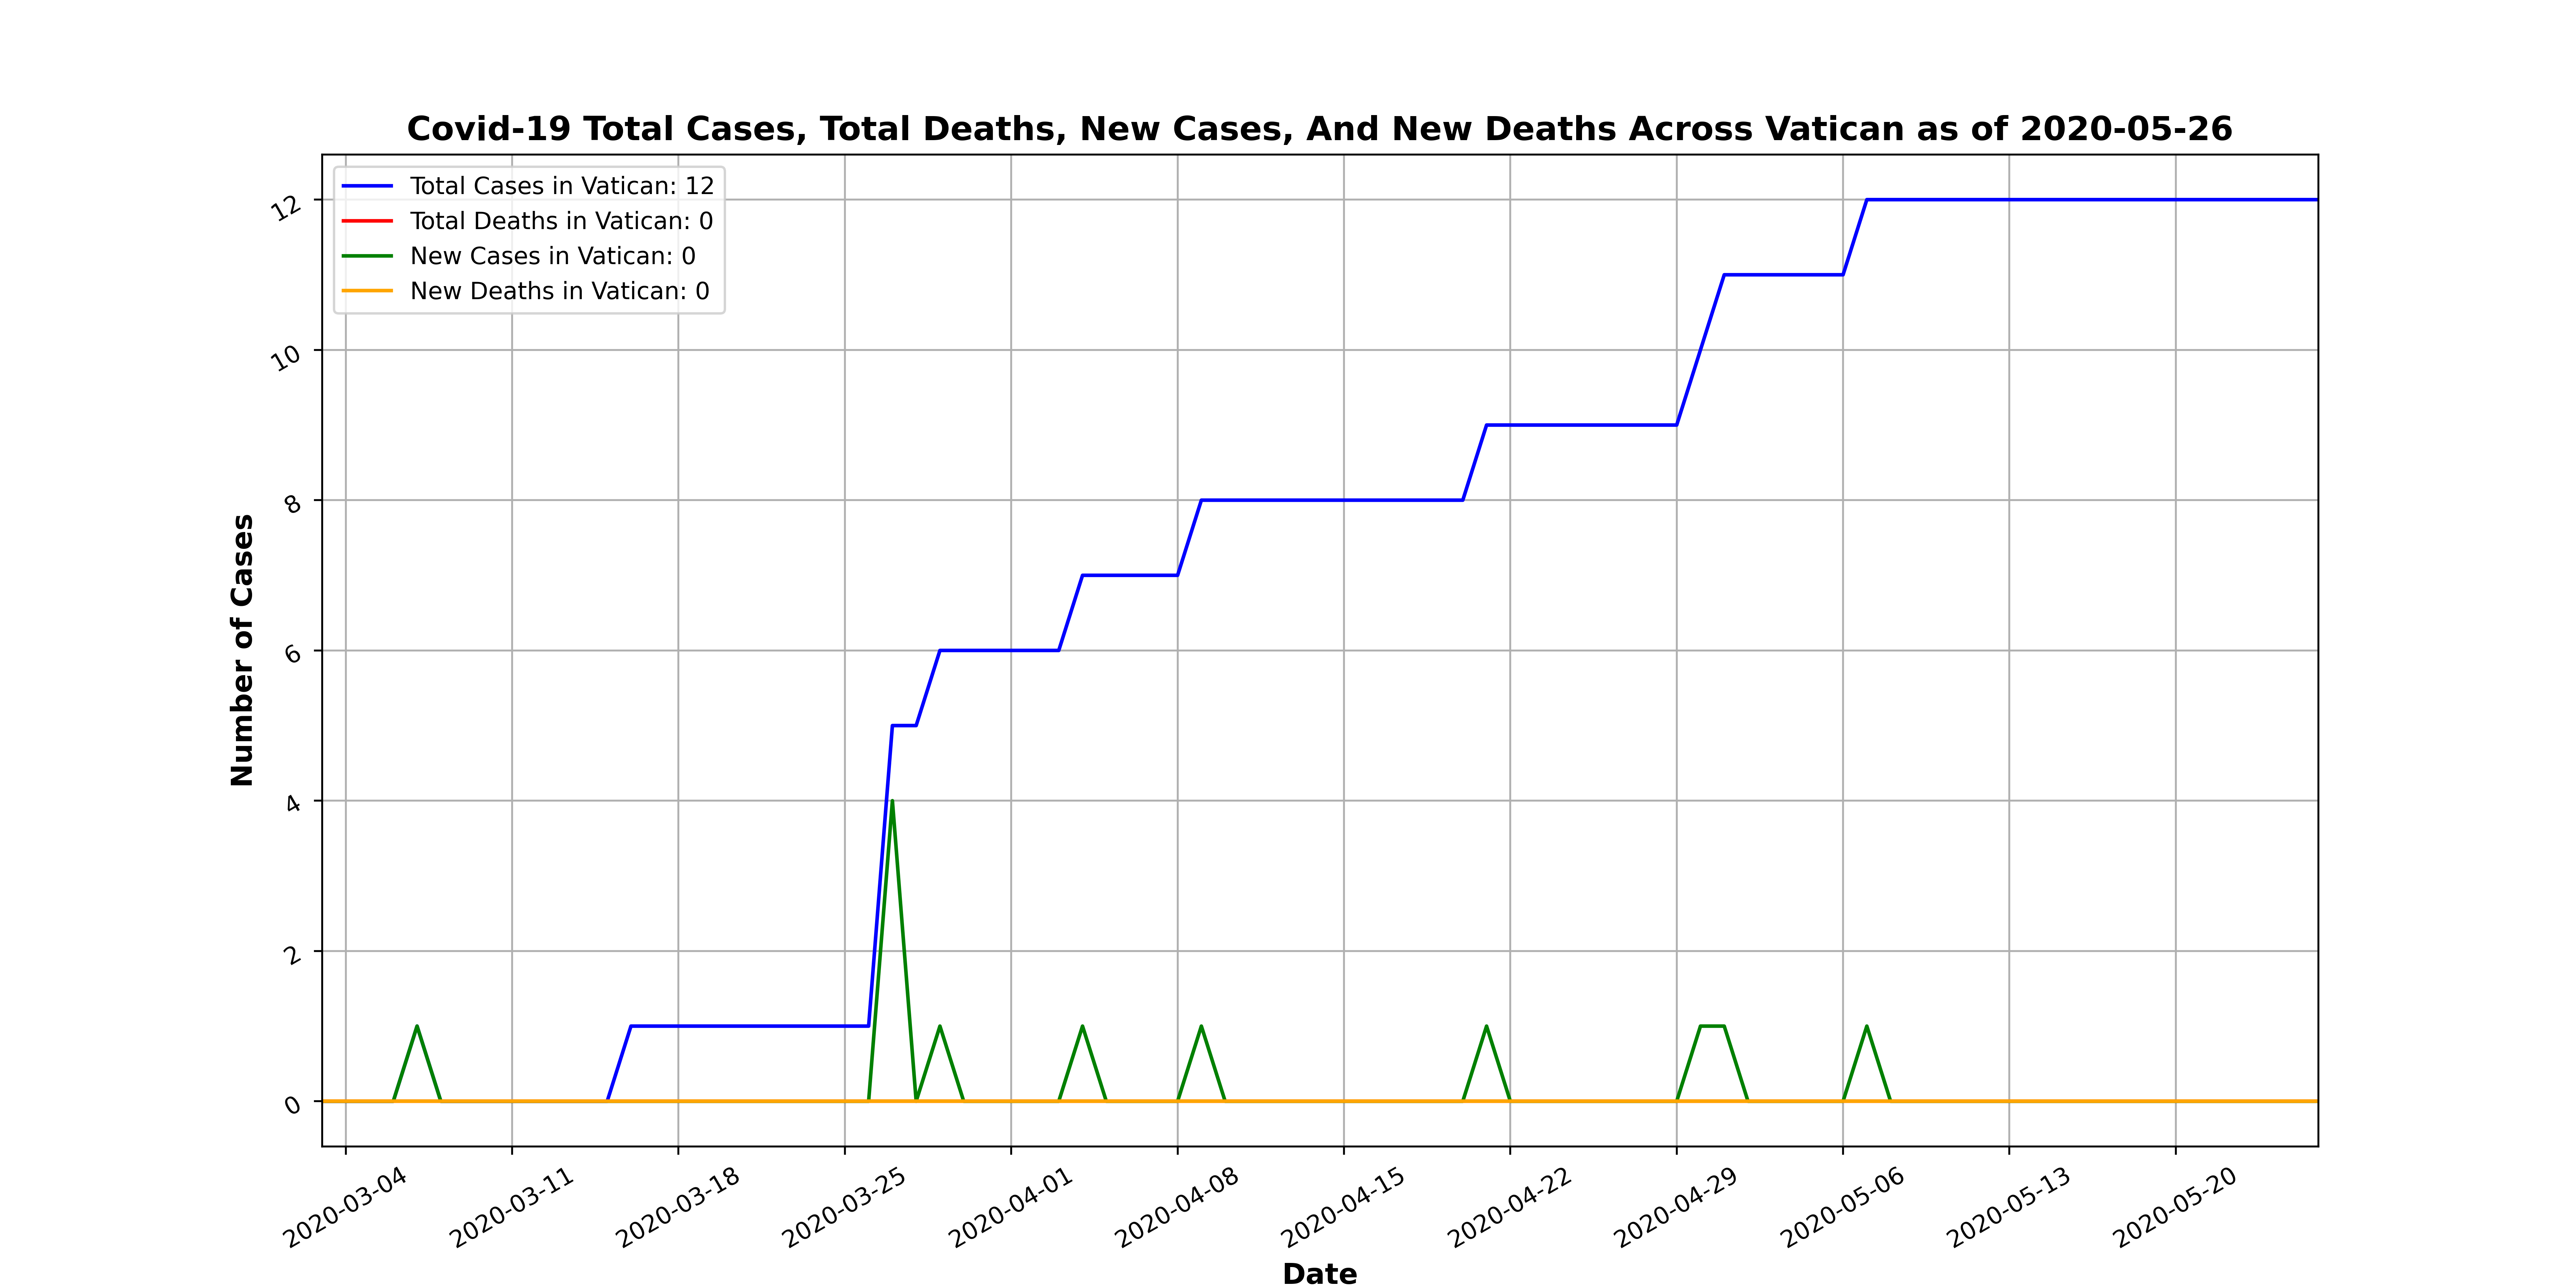 Covid-19 Total Cases, Total Deaths, New Cases, And New Deaths Across Vatican as of 2020-05-26
Total Cases in Vatican: 12
Total Deaths in Vatican: 0
New Cases in Vatican: 0
New Deaths in Vatican: 0
12
10
8
6
4
2
0
Number of Cases
2020-03-04
2020-03-11
2020-03-18
2020-03-25
2020-04-01
2020-04-08
2020-04-15
2020-04-22
2020-04-29
2020-05-06
2020-05-13
2020-05-20
Date